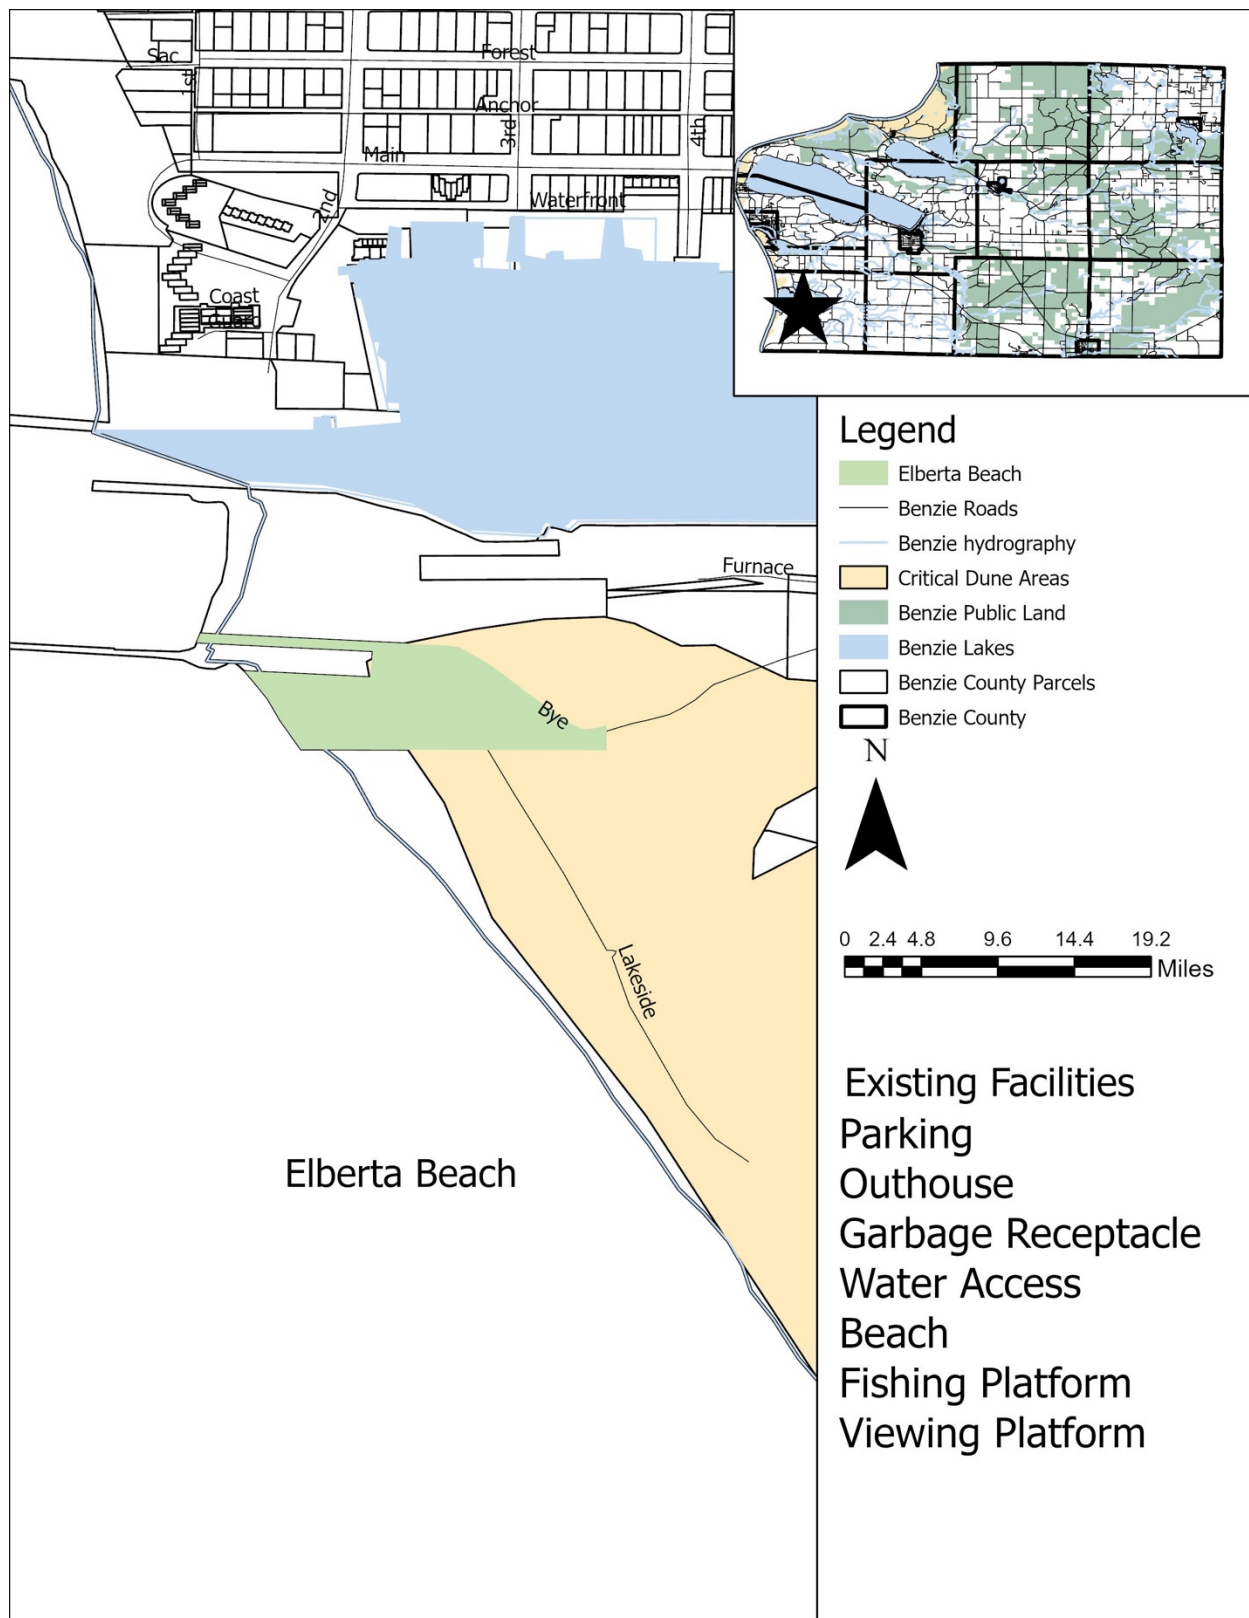 Forest
Sac
St
Anchor
3rd
4th
Main
2nd
Waterfront
Coast
Guard
Legend
Elberta Beach
Benzie Roads
Benzie hydrography
Critical Dune Areas
Benzie Public Land
Benzie Lakes
Benzie County Parcels
Benzie County
Furnace
Bye
N
0 2.4 4.8 9.6 14.4 19.2
Miles
Lakeside
Existing Facilities
Parking
Outhouse
Garbage Receptacle
Water Access
Beach
Fishing Platform
Viewing Platform
Elberta Beach